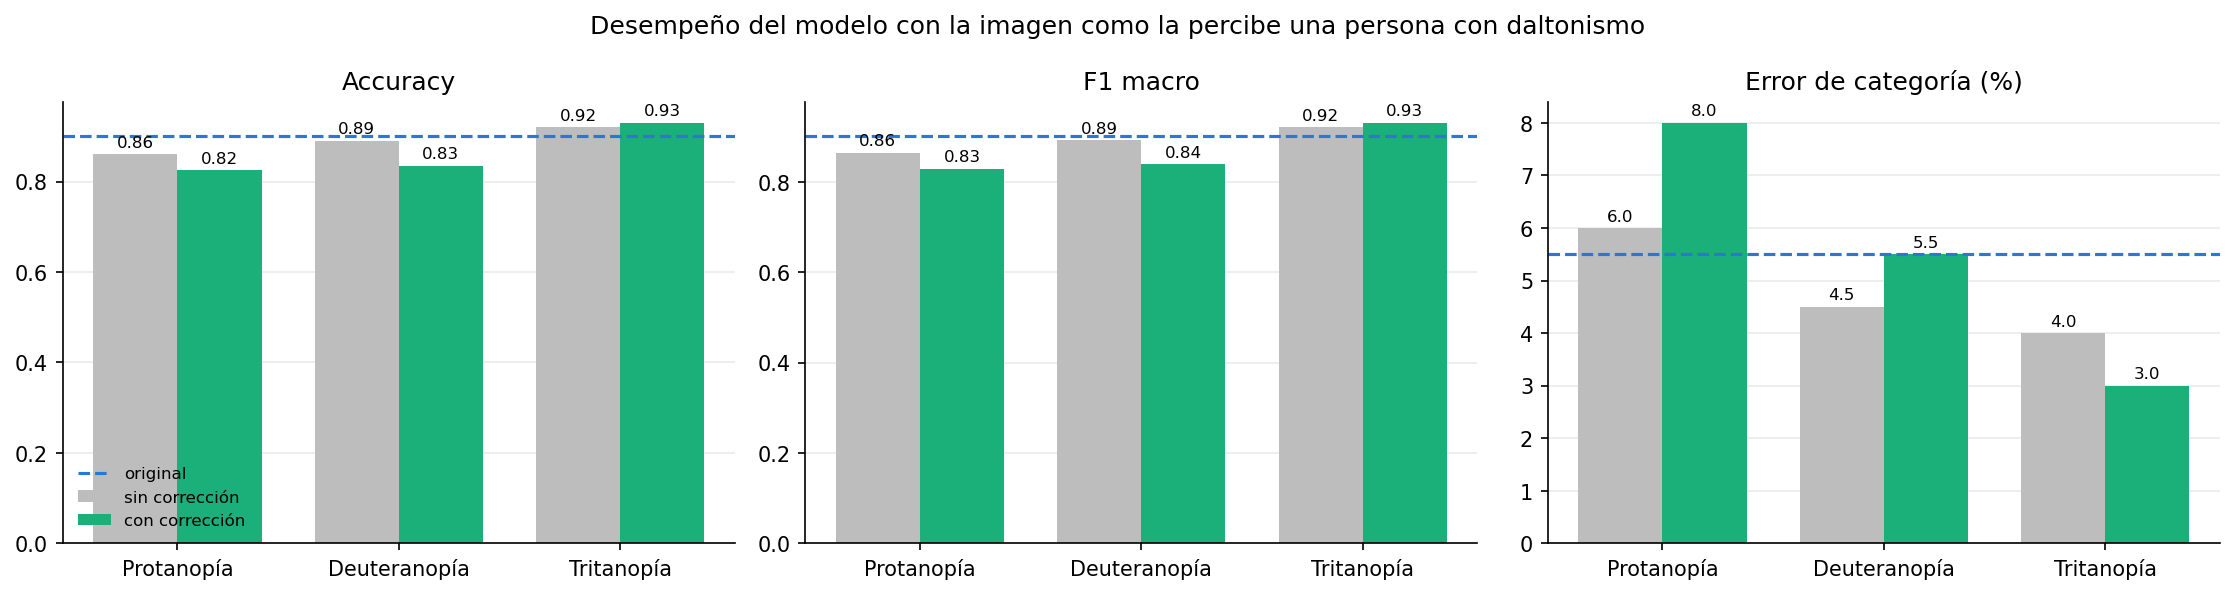 Desempeño del modelo con la imagen como la percibe una persona con daltonismo
Accuracy
0.86
0.82
0.89
0.83
0.92
0.93
0.8
0.6
0.4
0.2
0.0
original
sin corrección
con corrección
Protanopía
Deuteranopía
Tritanopía
F1 macro
0.86
0.83
0.89
0.84
0.92
0.93
0.8
0.6
0.4
0.2
0.0
Protanopía
Deuteranopía
Tritanopía
Error de categoría (%)
6.0
8.0
4.5
5.5
4.0
3.0
8
7
6
5
4
3
2
1
0
Protanopía
Deuteranopía
Tritanopía